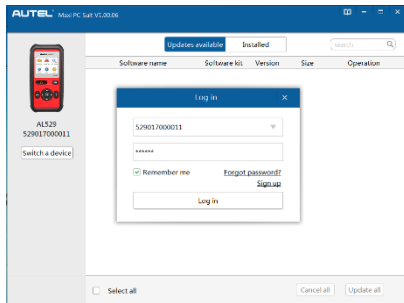 AUTEL Maxi PC Suit V1.00.06
Updates available Installed
search
Software name Software kit Version Size Operation
Log in
529017000011
******
Remember me Forgot password?
Sign up
Log in
AL529
529017000011
Switch a device
Select all Cancel all Update all